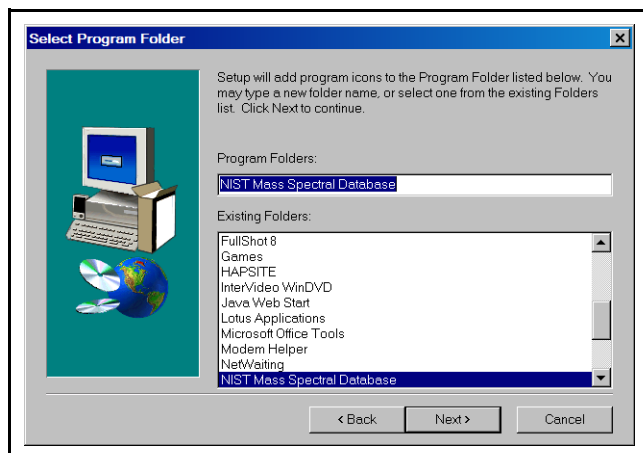 Select Program Folder
Setup will add program icons to the Program Folder listed below. You
may type a new folder name, or select one from the existing Folders
list. Click Next to continue.
Program Folders:
NIST Mass Spectral Database
Existing Folders:
FullShot 8
Games
HAPSITE
InterVideo WinDVD
Java Web Start
Lotus Applications
Microsoft Office Tools
Modem Helper
NetWaiting
NIST Mass Spectral Database
< Back
Next >
Cancel